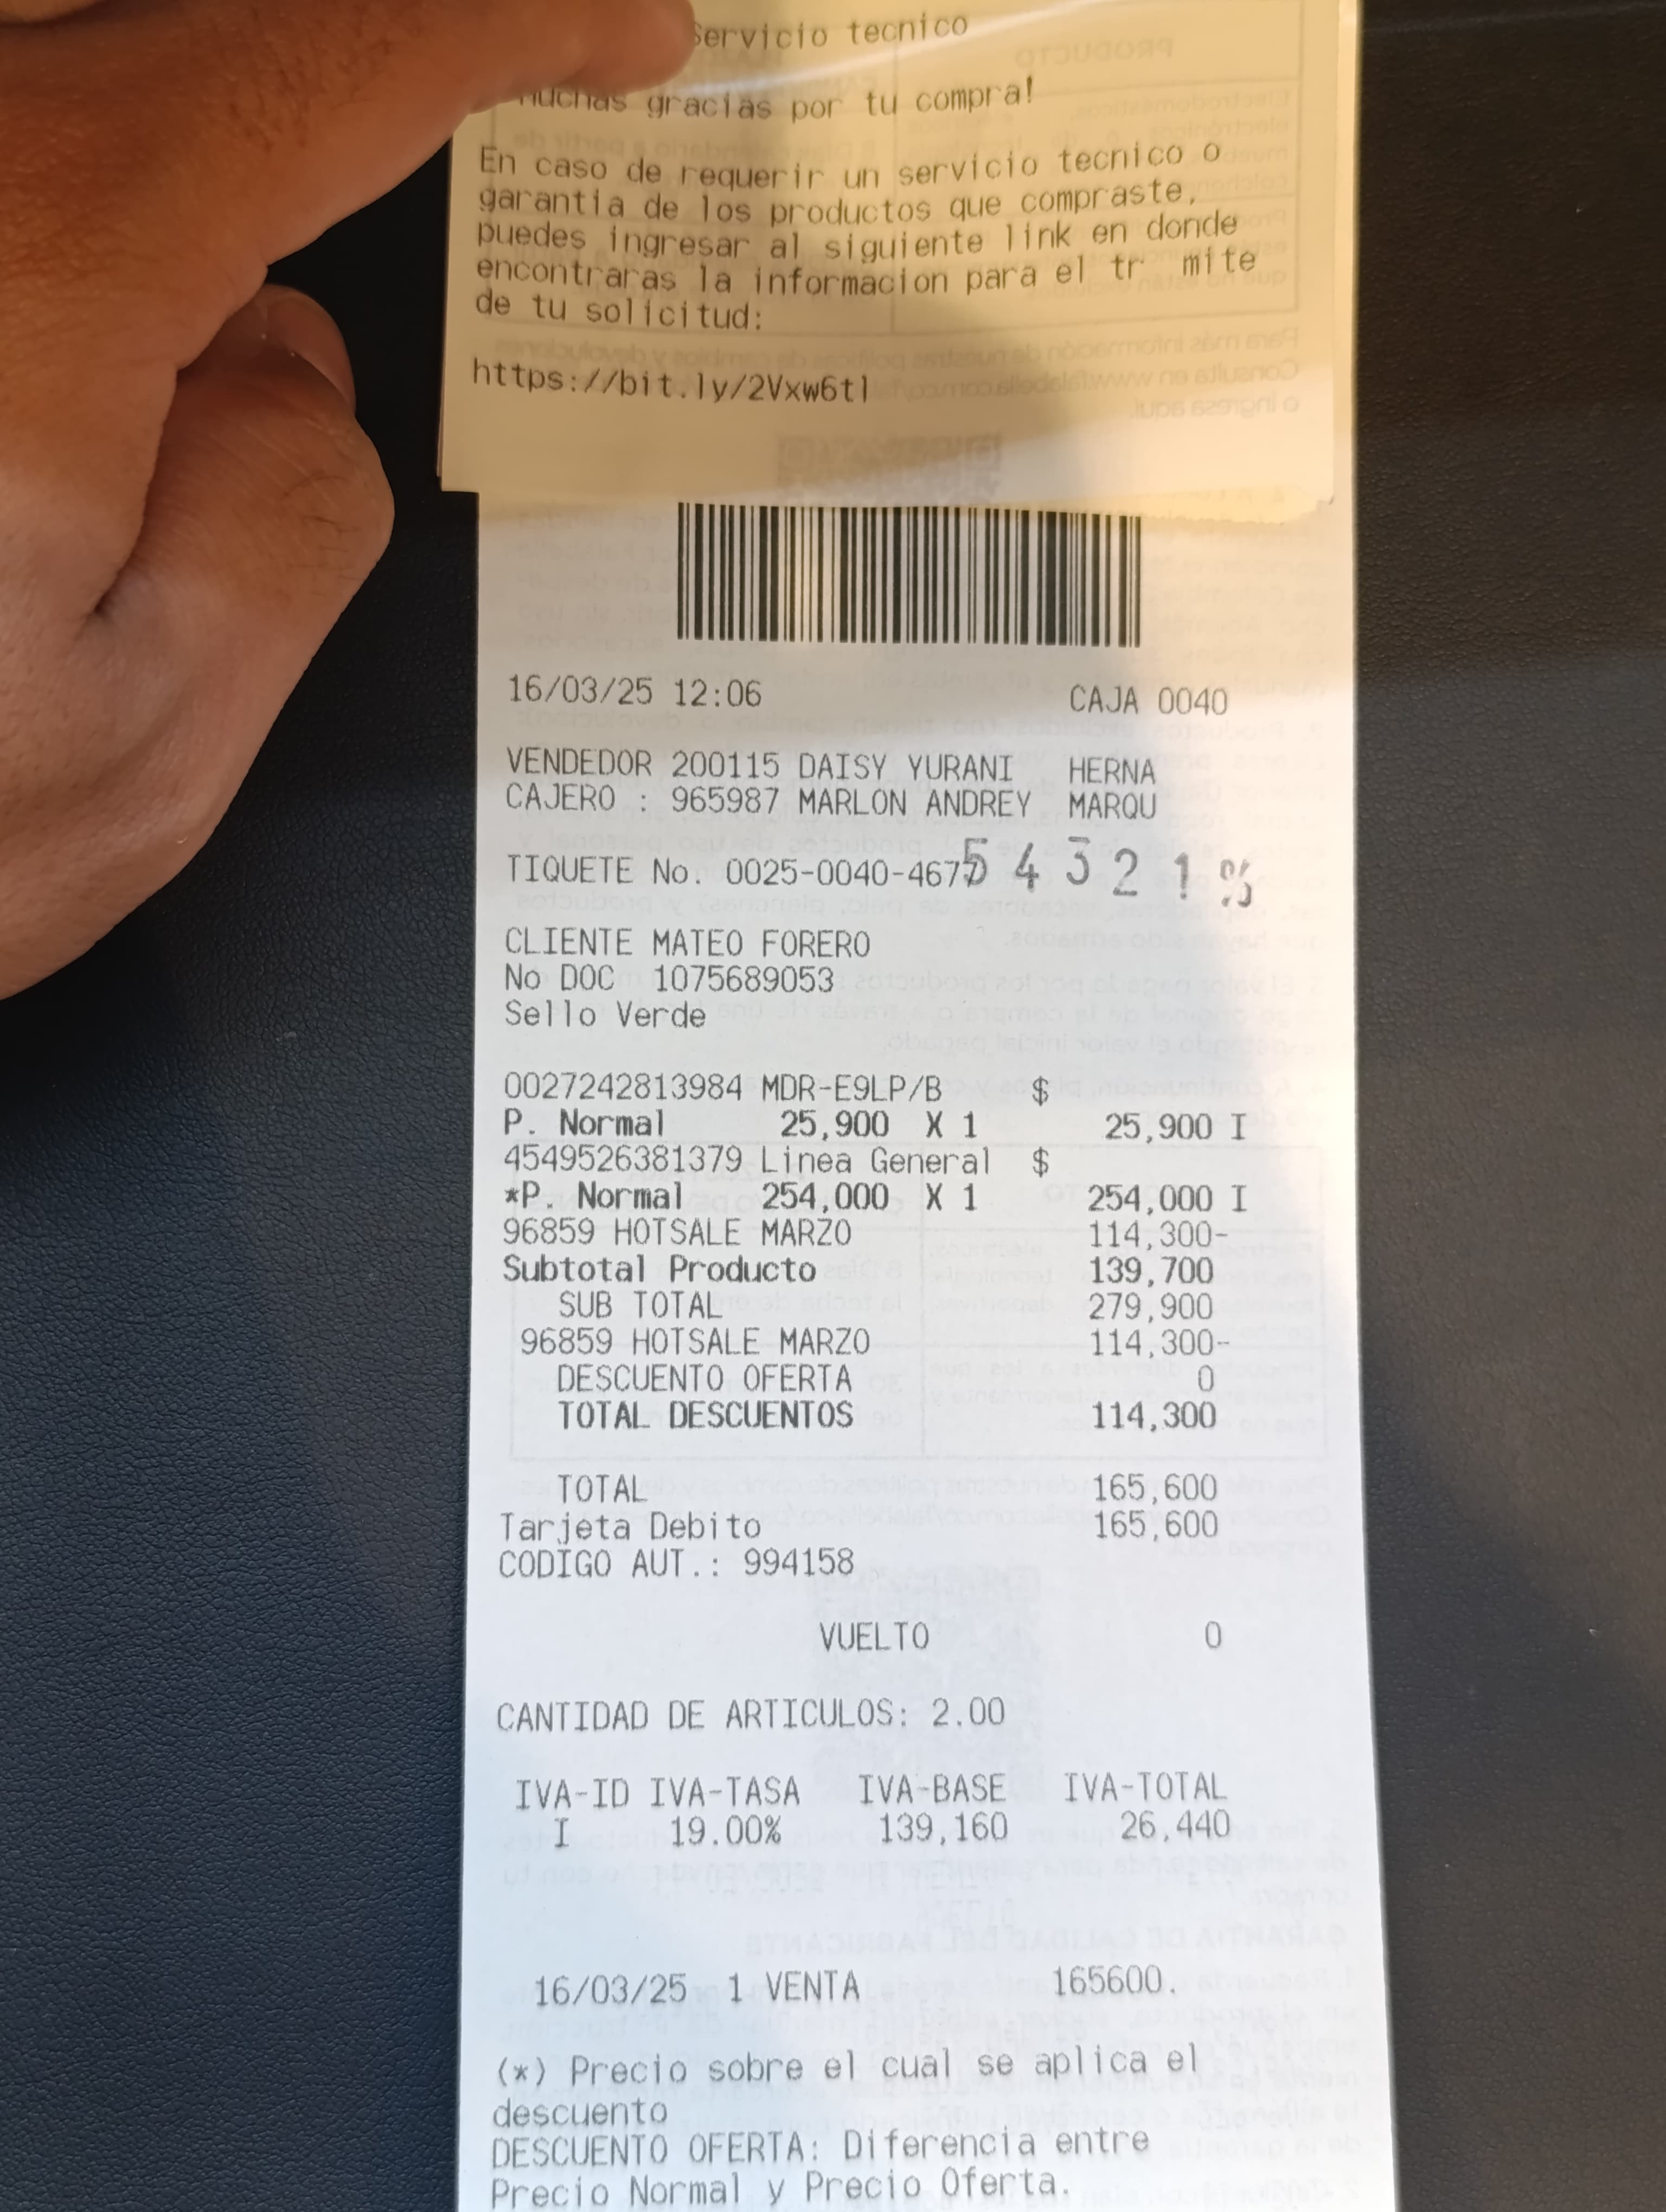 Servicio tecnico
Muchas gracias por tu compra!
En caso de requerir un servicio tecnico o
garantia de los productos que compraste,
puedes ingresar al siguiente link en donde
encontraras la informacion para el tr mite
de tu solicitud:
https://bit.ly/2Vxw6tl
16/03/25 12:06 CAJA 0040
VENDEDOR 200115 DAISY YURANI HERNA
CAJERO : 965987 MARLON ANDREY MARQU
TIQUETE No. 0025-0040-4677 54321%
CLIENTE MATEO FORERO
No DOC 1075689053
Sello Verde
0027242813984 MDR-E9LP/B $
P. Normal 25,900 X 1 25,900 I
4549526381379 Linea General $
*P. Normal 254,000 X 1 254,000 I
96859 HOTSALE MARZO 114,300-
Subtotal Producto 139,700
SUB TOTAL 279,900
96859 HOTSALE MARZO 114,300-
DESCUENTO OFERTA 0
TOTAL DESCUENTOS 114,300
TOTAL 165,600
Tarjeta Debito 165,600
CODIGO AUT.: 994158
VUELTO 0
CANTIDAD DE ARTICULOS: 2.00
IVA-ID IVA-TASA IVA-BASE IVA-TOTAL
I 19.00% 139,160 26,440
16/03/25 1 VENTA 165600.
(*) Precio sobre el cual se aplica el
descuento
DESCUENTO OFERTA: Diferencia entre
Precio Normal y Precio Oferta.